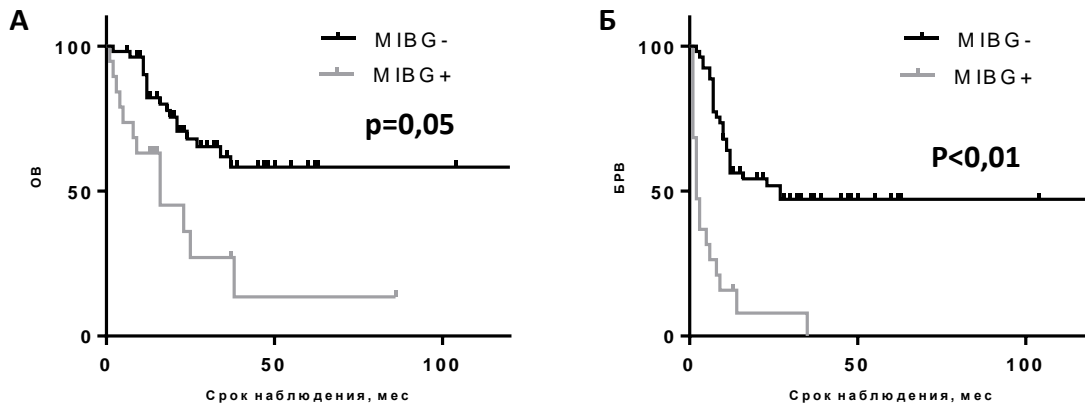 А
MIBG-
MIBG+
p=0,05
100
50
0
ОВ
0
50
100
Срок наблюдения, мес
Б
MIBG-
MIBG+
P<0,01
100
50
0
БРВ
0
50
100
Срок наблюдения, мес